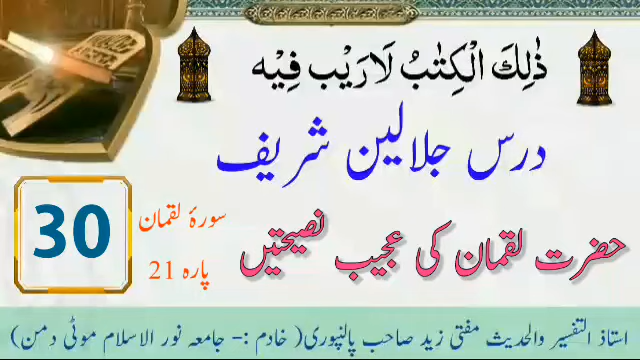 ذٰلِكَ الْكِتٰبُ لَارَيْبَ فِيْه
درس جلالین شریف
30
سورۂ لقمان
پارہ 21
حضرت لقمان کی عجیب نصیحتیں
استاذ التفسیر والحدیث مفتی زید صاحب پالنپوری( خادم :- جامعہ نور الاسلام موٹی دمن)